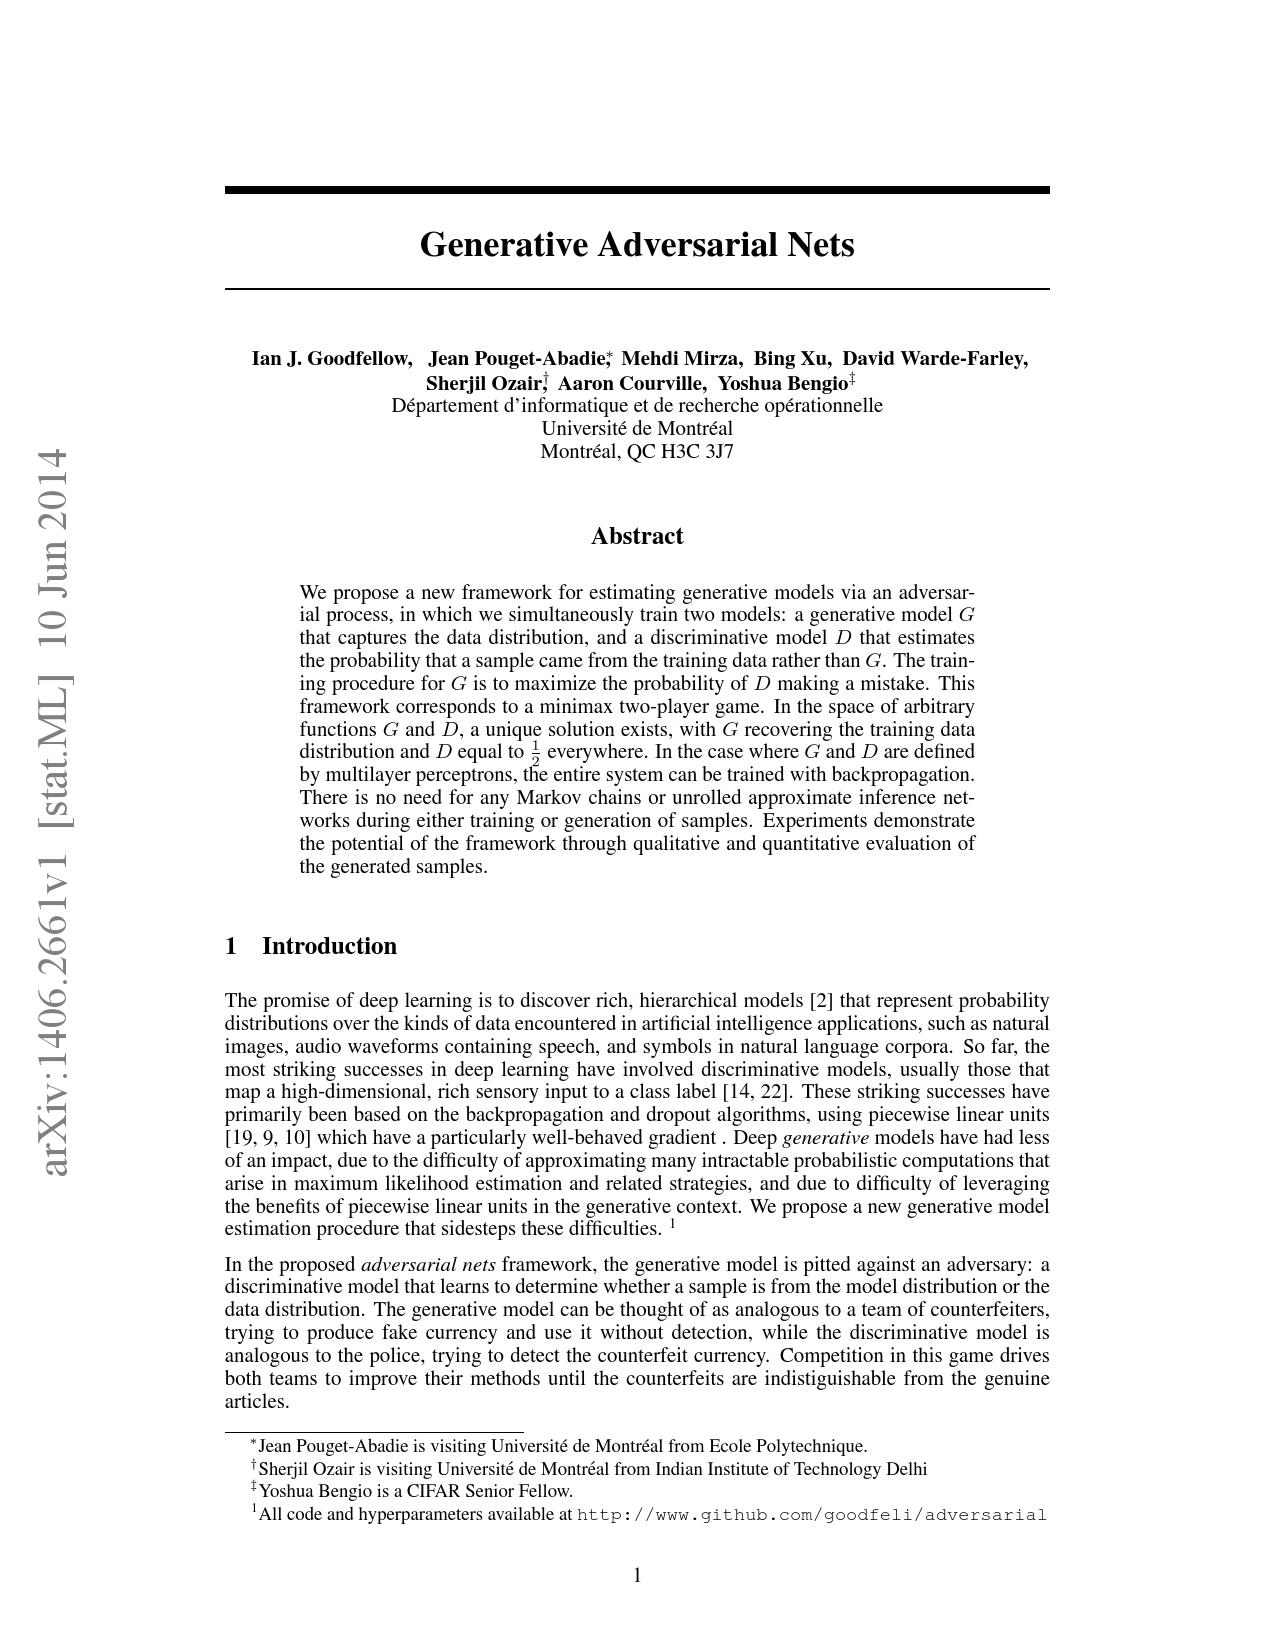 Generative Adversarial Nets
Ian J. Goodfellow, Jean Pouget-Abadie,* Mehdi Mirza, Bing Xu, David Warde-Farley,
Sherjil Ozair,† Aaron Courville, Yoshua Bengio‡
Département d'informatique et de recherche opérationnelle
Université de Montréal
Montréal, QC H3C 3J7
Abstract
We propose a new framework for estimating generative models via an adversar-
ial process, in which we simultaneously train two models: a generative model G
that captures the data distribution, and a discriminative model D that estimates
the probability that a sample came from the training data rather than G. The train-
ing procedure for G is to maximize the probability of D making a mistake. This
framework corresponds to a minimax two-player game. In the space of arbitrary
functions G and D, a unique solution exists, with G recovering the training data
distribution and D equal to 1/2 everywhere. In the case where G and D are defined
by multilayer perceptrons, the entire system can be trained with backpropagation.
There is no need for any Markov chains or unrolled approximate inference net-
works during either training or generation of samples. Experiments demonstrate
the potential of the framework through qualitative and quantitative evaluation of
the generated samples.
1 Introduction
The promise of deep learning is to discover rich, hierarchical models [2] that represent probability
distributions over the kinds of data encountered in artificial intelligence applications, such as natural
images, audio waveforms containing speech, and symbols in natural language corpora. So far, the
most striking successes in deep learning have involved discriminative models, usually those that
map a high-dimensional, rich sensory input to a class label [14, 22]. These striking successes have
primarily been based on the backpropagation and dropout algorithms, using piecewise linear units
[19, 9, 10] which have a particularly well-behaved gradient . Deep generative models have had less
of an impact, due to the difficulty of approximating many intractable probabilistic computations that
arise in maximum likelihood estimation and related strategies, and due to difficulty of leveraging
the benefits of piecewise linear units in the generative context. We propose a new generative model
estimation procedure that sidesteps these difficulties. 1
In the proposed adversarial nets framework, the generative model is pitted against an adversary: a
discriminative model that learns to determine whether a sample is from the model distribution or the
data distribution. The generative model can be thought of as analogous to a team of counterfeiters,
trying to produce fake currency and use it without detection, while the discriminative model is
analogous to the police, trying to detect the counterfeit currency. Competition in this game drives
both teams to improve their methods until the counterfeits are indistiguishable from the genuine
articles.
*Jean Pouget-Abadie is visiting Université de Montréal from Ecole Polytechnique.
†Sherjil Ozair is visiting Université de Montréal from Indian Institute of Technology Delhi
‡Yoshua Bengio is a CIFAR Senior Fellow.
1All code and hyperparameters available at http://www.github.com/goodfeli/adversarial
1
arXiv:1406.2661v1 [stat.ML] 10 Jun 2014